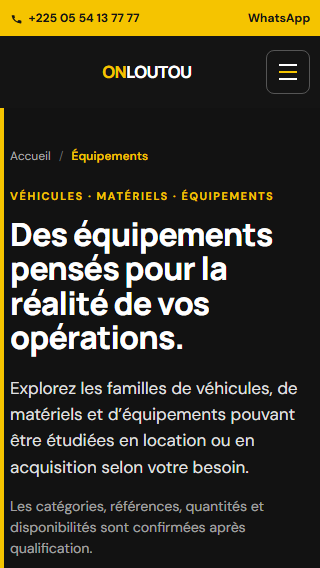 +225 05 54 13 77 77
WhatsApp
ONLOUTOU
Accueil / Équipements
VÉHICULES · MATÉRIELS · ÉQUIPEMENTS
Des équipements
pensés pour la
réalité de vos
opérations.
Explorez les familles de véhicules, de
matériels et d’équipements pouvant
être étudiées en location ou en
acquisition selon votre besoin.
Les catégories, références, quantités et
disponibilités sont confirmées après
qualification.